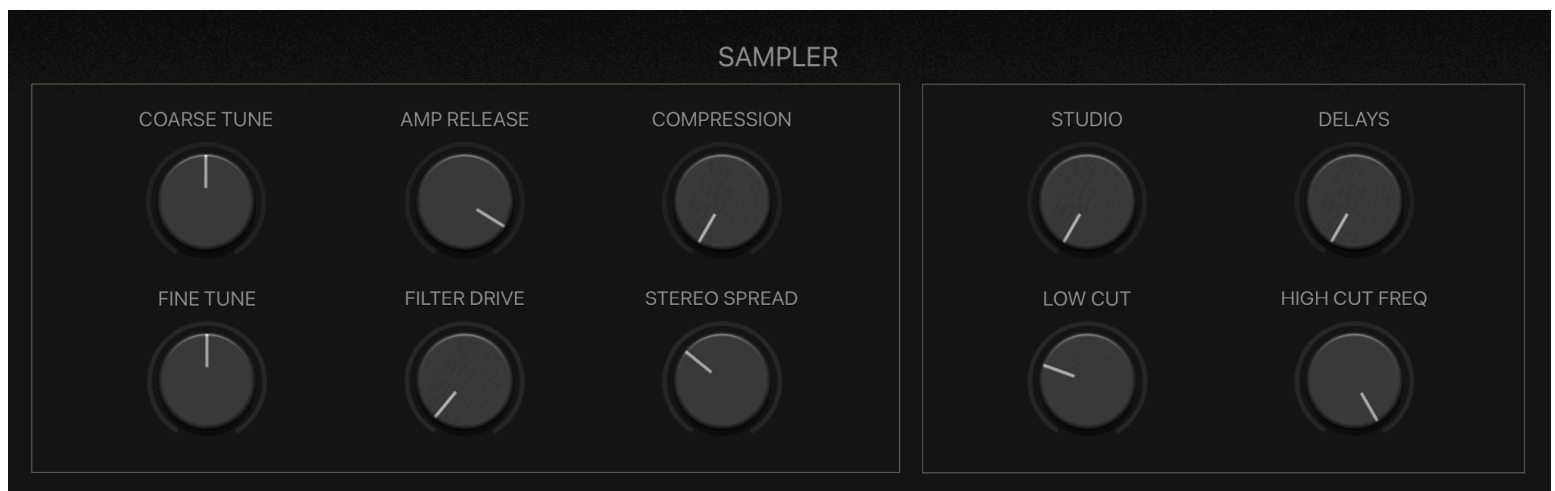 SAMPLER
COARSE TUNE
AMP RELEASE
COMPRESSION
FINE TUNE
FILTER DRIVE
STEREO SPREAD
STUDIO
DELAYS
LOW CUT
HIGH CUT FREQ